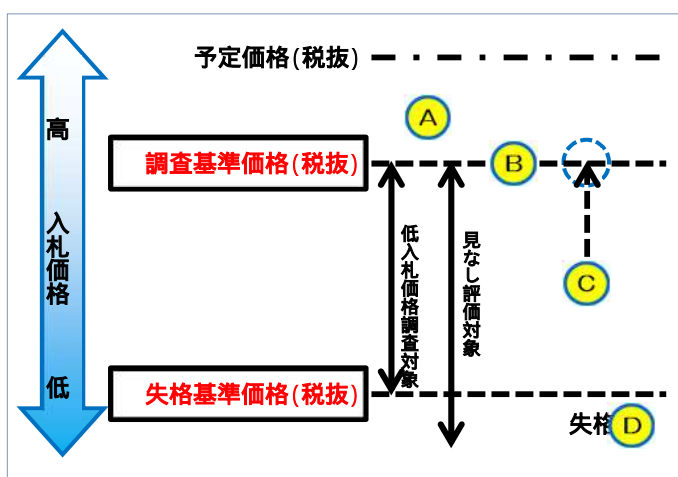 予定価格(税抜)
高
A
調査基準価格(税抜)
B
入札価格
低入札価格調査対象
見なし評価対象
C
低
失格基準価格(税抜)
失格
D